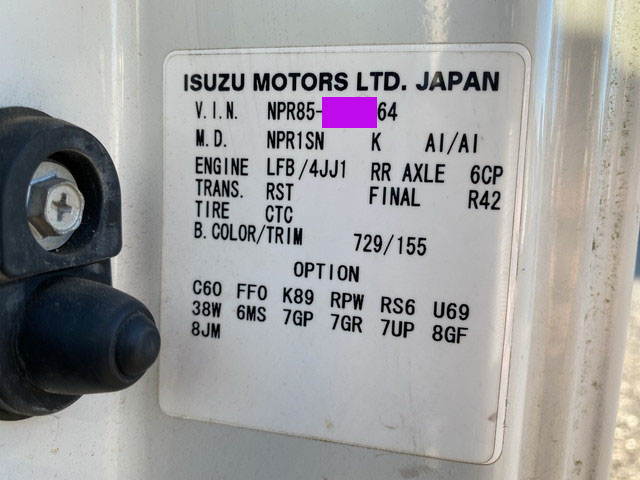 ISUZU MOTORS LTD. JAPAN
V.I.N. NPR85- 64
M.D. NPR1SN K AI/AI
ENGINE LFB/4JJ1 RR AXLE 6CP
TRANS. RST FINAL R42
TIRE CTC
B.COLOR/TRIM 729/155
OPTION
C60 FF0 K89 RPW RS6 U69
38W 6MS 7GP 7GR 7UP 8GF
8JM